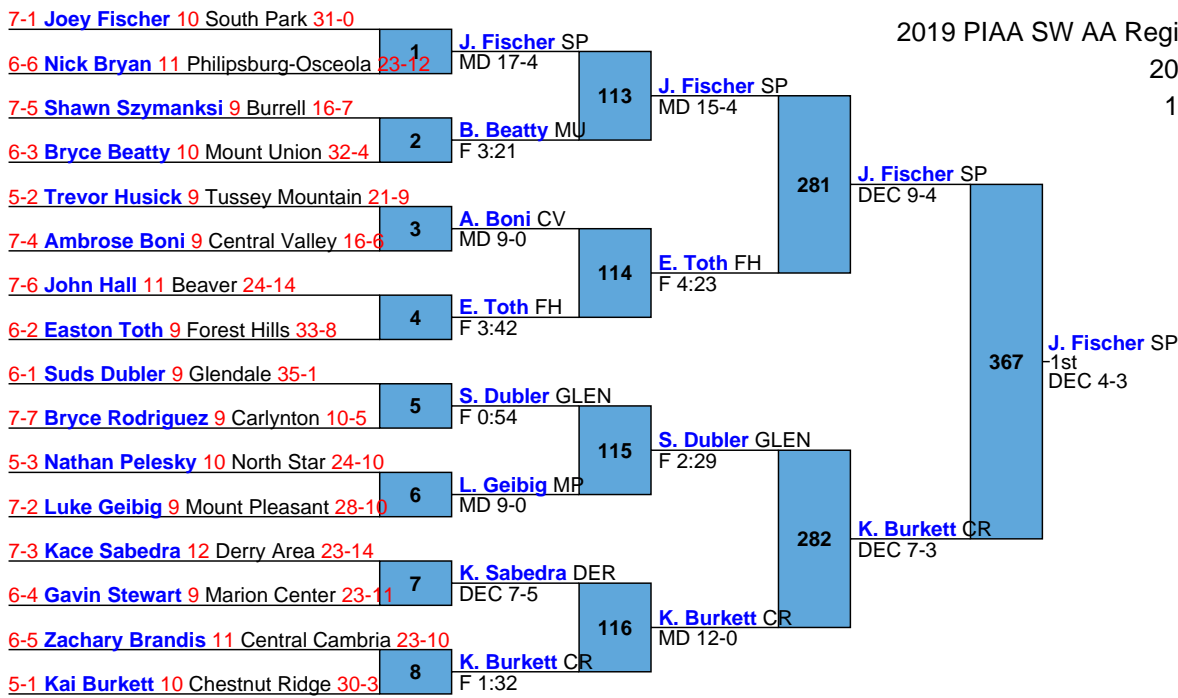 2019 PIAA SW AA Regi
20
1
7-1 Joey Fischer 10 South Park 31-0
6-6 Nick Bryan 11 Philipsburg-Osceola 23-12
7-5 Shawn Szymanksi 9 Burrell 16-7
6-3 Bryce Beatty 10 Mount Union 32-4
5-2 Trevor Husick 9 Tussey Mountain 21-9
7-4 Ambrose Boni 9 Central Valley 16-6
7-6 John Hall 11 Beaver 24-14
6-2 Easton Toth 9 Forest Hills 33-8
6-1 Suds Dubler 9 Glendale 35-1
7-7 Bryce Rodriguez 9 Carlynton 10-5
5-3 Nathan Pelesky 10 North Star 24-10
7-2 Luke Geibig 9 Mount Pleasant 28-10
7-3 Kace Sabedra 12 Derry Area 23-14
6-4 Gavin Stewart 9 Marion Center 23-11
6-5 Zachary Brandis 11 Central Cambria 23-10
5-1 Kai Burkett 10 Chestnut Ridge 30-3
1
2
3
4
5
6
7
8
J. Fischer SP
MD 17-4
B. Beatty MU
F 3:21
A. Boni CV
MD 9-0
E. Toth FH
F 3:42
S. Dubler GLEN
F 0:54
L. Geibig MP
MD 9-0
K. Sabedra DER
DEC 7-5
K. Burkett CR
F 1:32
113
114
115
116
J. Fischer SP
MD 15-4
E. Toth FH
F 4:23
S. Dubler GLEN
F 2:29
K. Burkett CR
MD 12-0
281
282
J. Fischer SP
DEC 9-4
K. Burkett CR
DEC 7-3
367
J. Fischer SP
1st
DEC 4-3